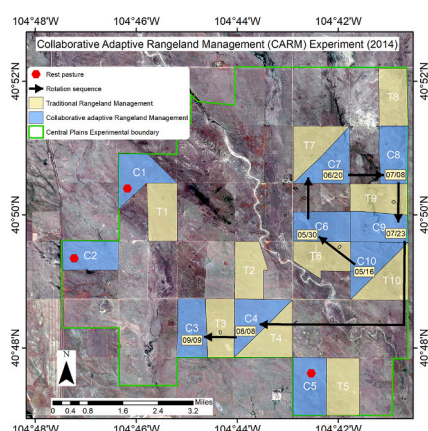 104°48'W 104°46'W 104°44'W 104°42'W
Collaborative Adaptive Rangeland Management (CARM) Experiment (2014)
Rest pasture
Rotation sequence
Traditional Rangeland Management
Collaborative adaptive Rangeland Management
Central Plains Experimental boundary
40°52'N
40°52'N
T8
T7
C7
06/20
C8
07/08
C1
T1
T9
40°50'N
40°50'N
C6
05/30
C9
07/23
C2
T2
T6
C10
05/16
T10
C3
09/09
T3
C4
08/08
T4
40°48'N
40°48'N
N
C5
T5
Miles
0 0.4 0.8 1.6 2.4 3.2
104°48'W 104°46'W 104°44'W 104°42'W